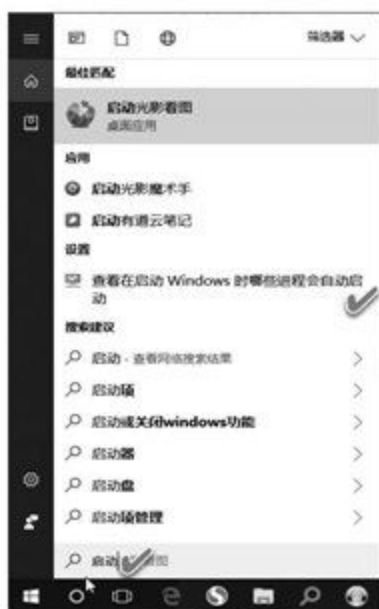 筛选器
最佳匹配
启动光影看图
桌面应用
应用
启动光影魔术手
启动有道云笔记
设置
查看在启动 Windows 时哪些进程会自动启
动
搜索建议
启动 - 查看网络搜索结果
启动项
启动或关闭windows功能
启动器
启动盘
启动项管理
启动 图